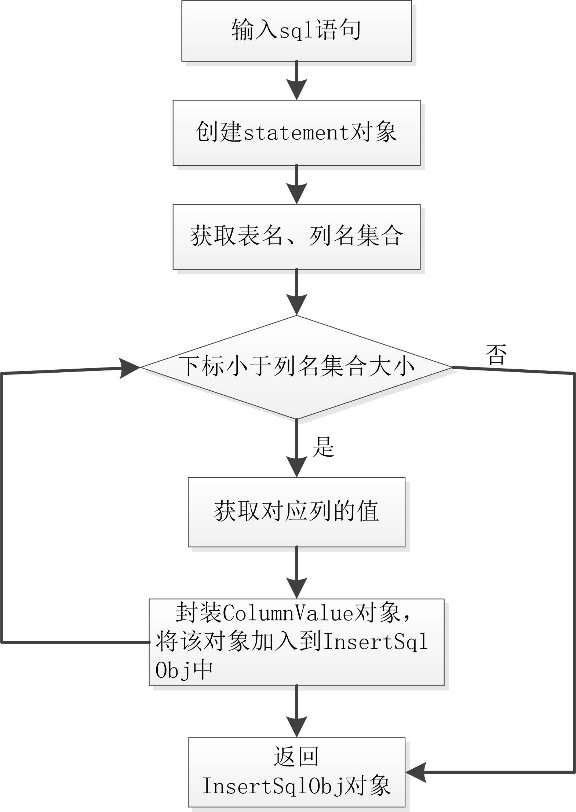 输入sql语句
创建statement对象
获取表名、列名集合
下标小于列名集合大小
否
是
获取对应列的值
封装ColumnValue对象,
将该对象加入到InsertSql
Obj中
返回
InsertSqlObj对象